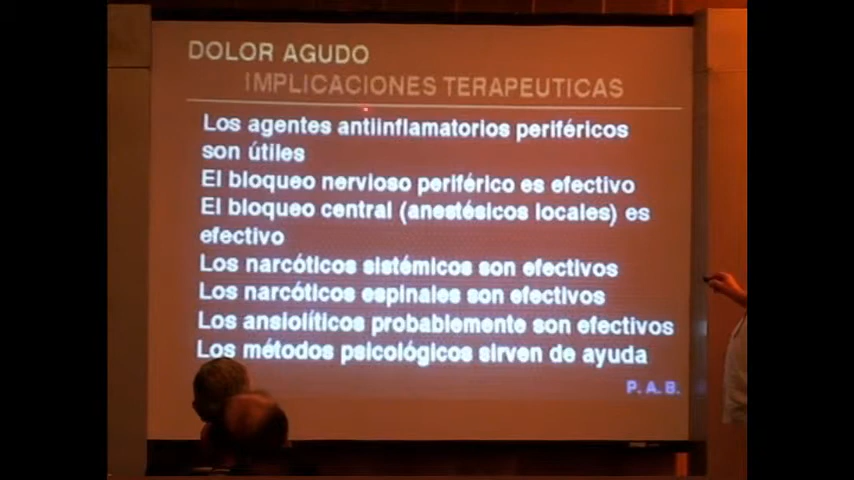 DOLOR AGUDO
IMPLICACIONES TERAPEUTICAS
Los agentes antiinflamatorios periféricos
son útiles
El bloqueo nervioso periférico es efectivo
El bloqueo central (anestésicos locales) es
efectivo
Los narcóticos sistémicos son efectivos
Los narcóticos espinales son efectivos
Los ansiolíticos probablemente son efectivos
Los métodos psicológicos sirven de ayuda
P. A. B.